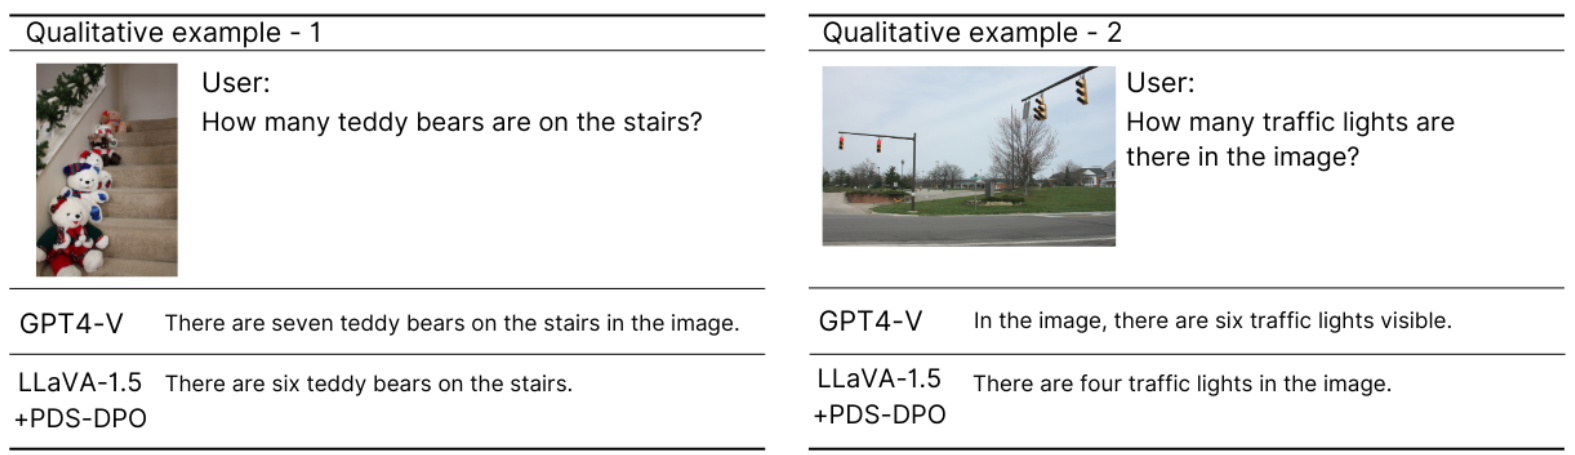 Qualitative example - 1
User:
How many teddy bears are on the stairs?
GPT4-V
There are seven teddy bears on the stairs in the image.
LLaVA-1.5
+PDS-DPO
There are six teddy bears on the stairs.
Qualitative example - 2
User:
How many traffic lights are
there in the image?
GPT4-V
In the image, there are six traffic lights visible.
LLaVA-1.5
+PDS-DPO
There are four traffic lights in the image.